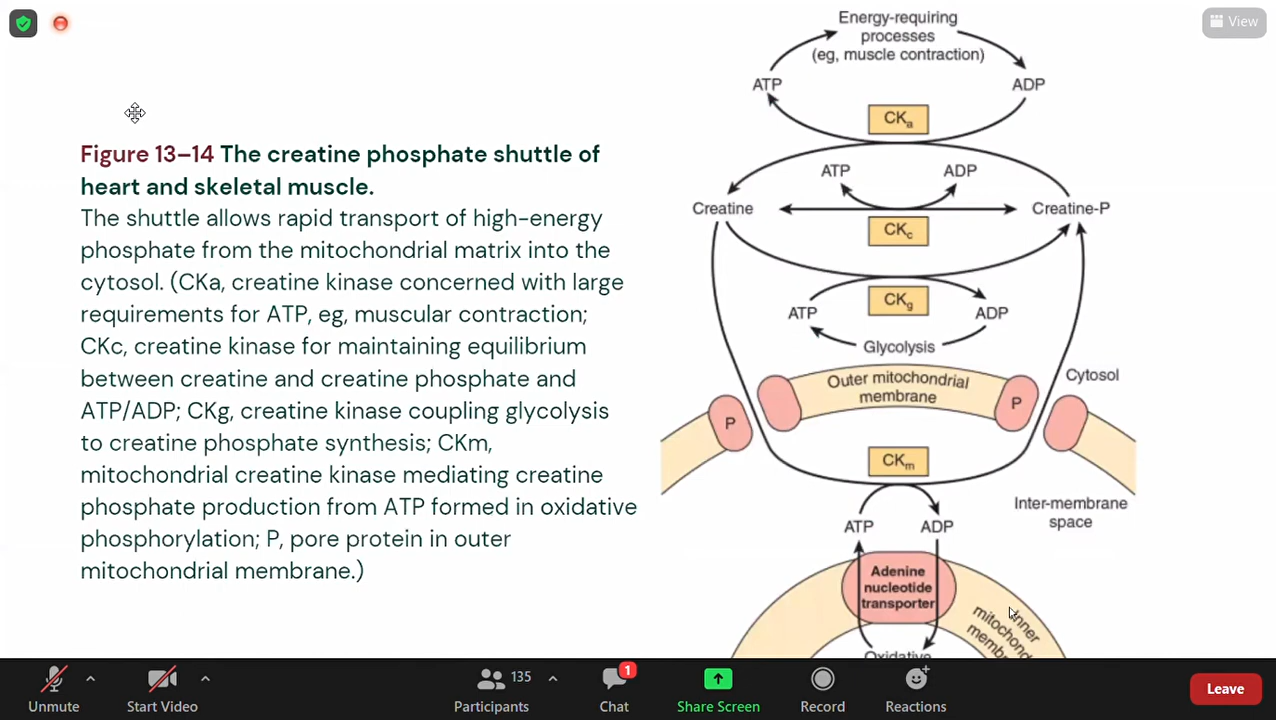 View
Figure 13–14 The creatine phosphate shuttle of
heart and skeletal muscle.
The shuttle allows rapid transport of high-energy
phosphate from the mitochondrial matrix into the
cytosol. (CKa, creatine kinase concerned with large
requirements for ATP, eg, muscular contraction;
CKc, creatine kinase for maintaining equilibrium
between creatine and creatine phosphate and
ATP/ADP; CKg, creatine kinase coupling glycolysis
to creatine phosphate synthesis; CKm,
mitochondrial creatine kinase mediating creatine
phosphate production from ATP formed in oxidative
phosphorylation; P, pore protein in outer
mitochondrial membrane.)
Energy-requiring
processes
(eg, muscle contraction)
ATP
ADP
CKa
ATP
ADP
Creatine
Creatine-P
CKc
CKg
ATP
ADP
Glycolysis
Outer mitochondrial
membrane
Cytosol
P
P
CKm
Inter-membrane
space
ATP
ADP
Adenine
nucleotide
transporter
Oxidative
Unmute
Start Video
135
Participants
1
Chat
Share Screen
Record
Reactions
Leave